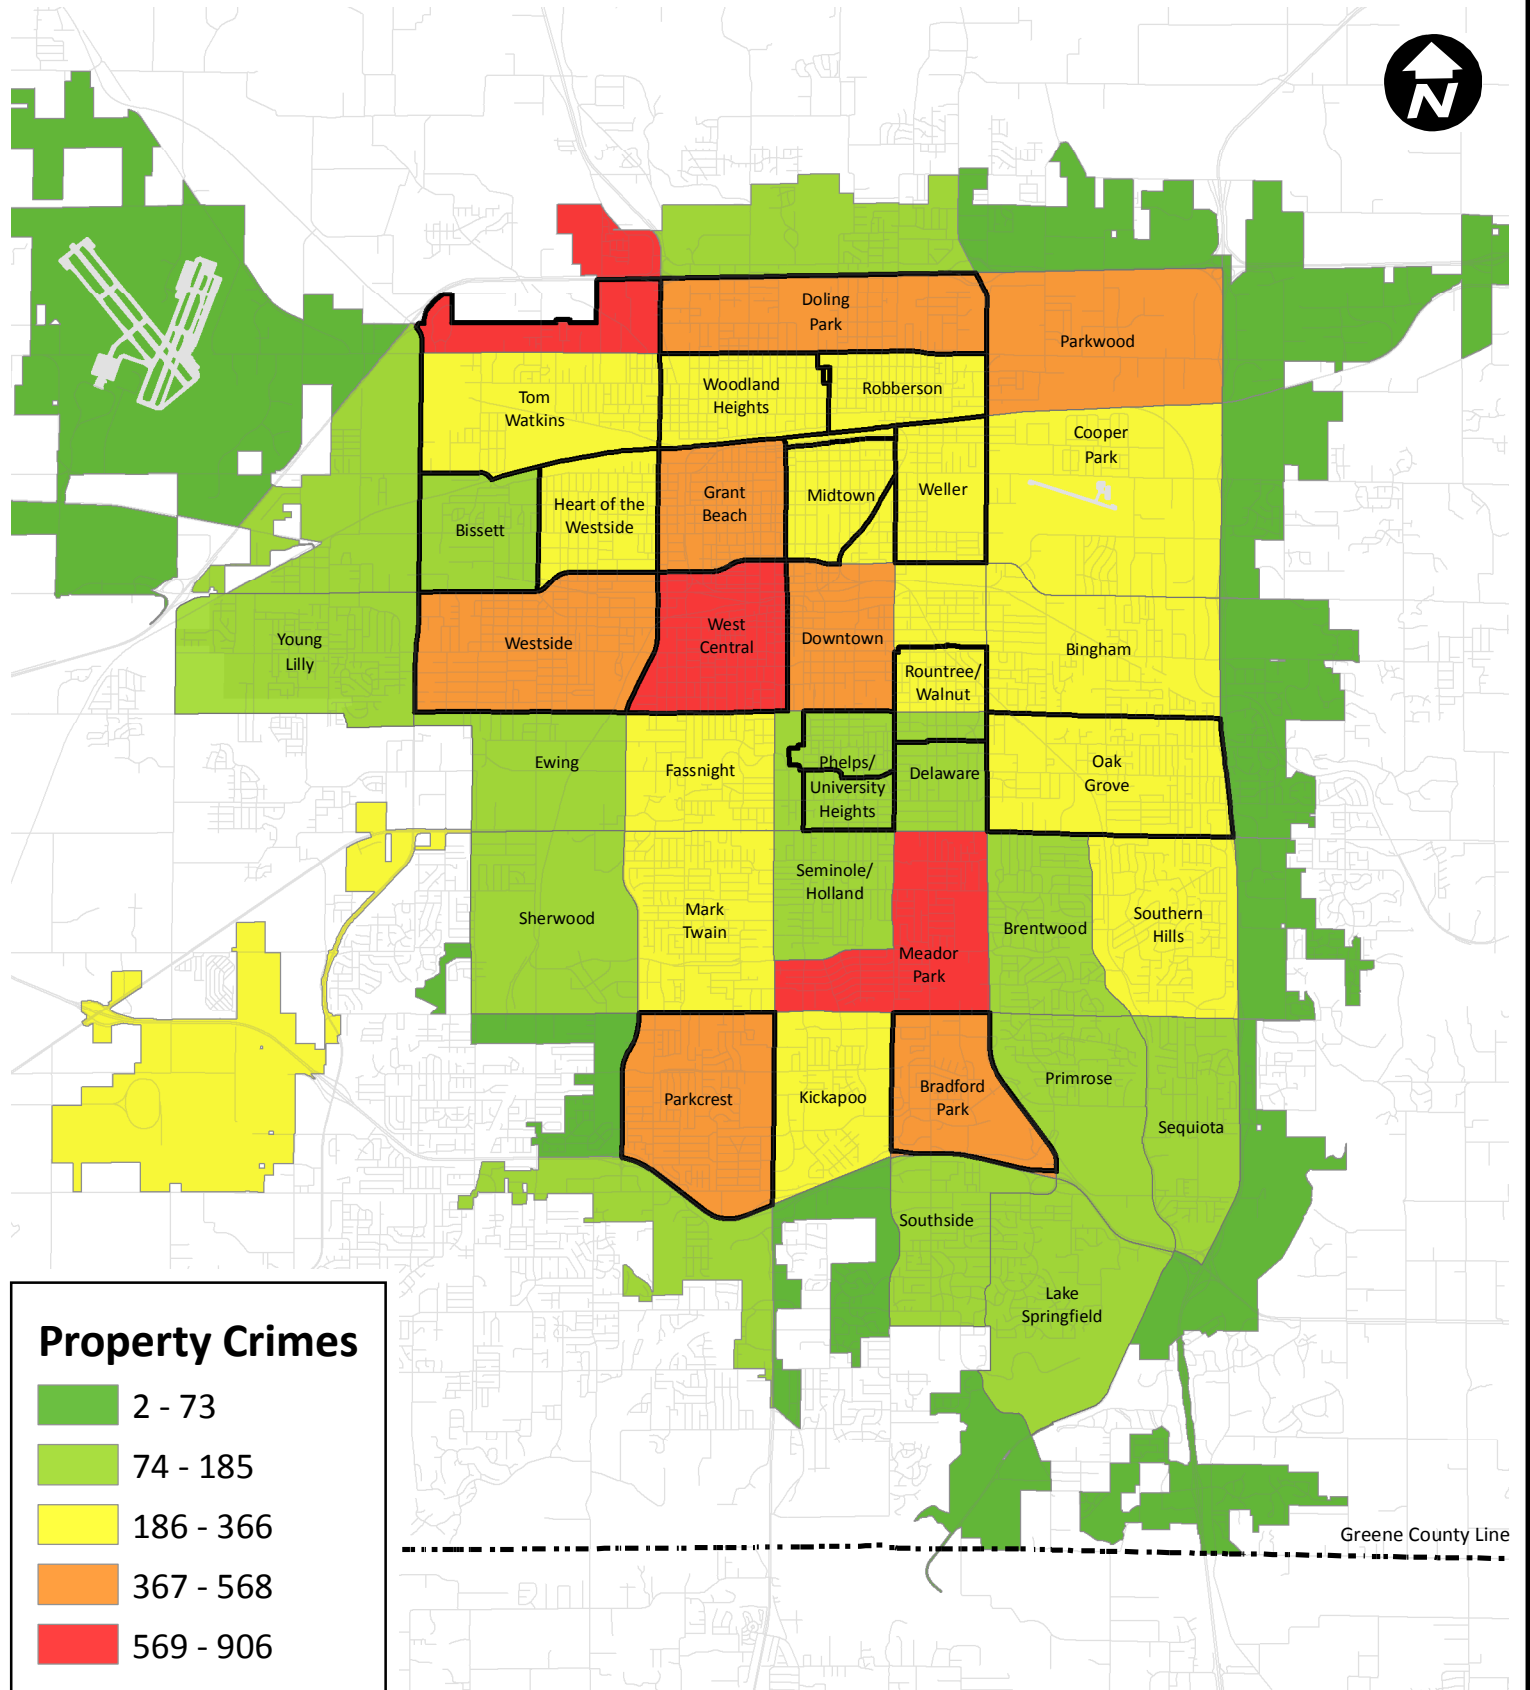 N
Doling
Park
Parkwood
Tom
Watkins
Woodland
Heights
Robberson
Cooper
Park
Bissett
Heart of the
Westside
Grant
Beach
Midtown
Weller
Young
Lilly
Westside
West
Central
Downtown
Rountree/
Walnut
Bingham
Ewing
Fassnight
Phelps/
University
Heights
Delaware
Oak
Grove
Sherwood
Mark
Twain
Seminole/
Holland
Meador
Park
Brentwood
Southern
Hills
Parkcrest
Kickapoo
Bradford
Park
Primrose
Sequiota
Southside
Lake
Springfield
Property Crimes
2 - 73
74 - 185
186 - 366
367 - 568
569 - 906
Greene County Line